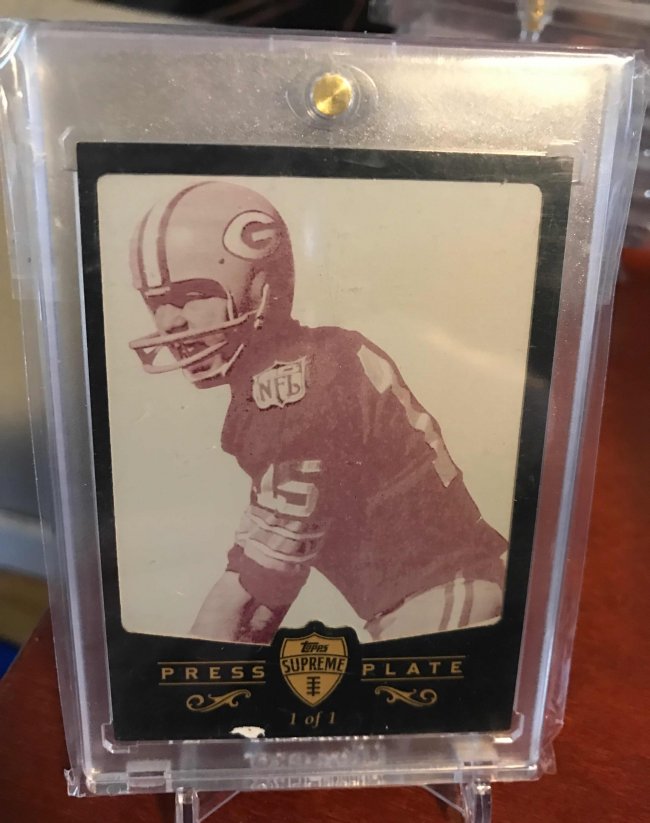 G
NFL
15
Topps
PRESS SUPREME PLATE
1 of 1